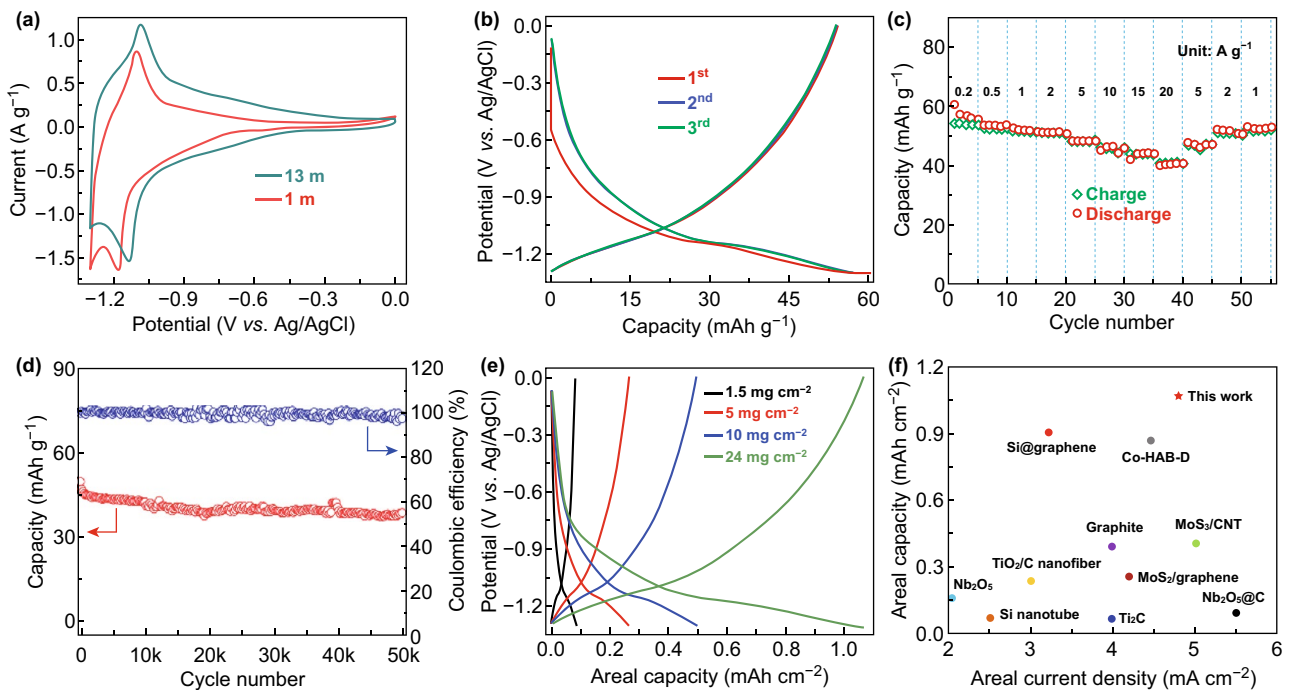 (a)
1.0
0.5
0.0
−0.5
−1.0
−1.5
Current (A g−1)
13 m
1 m
−1.2
−0.9
−0.6
−0.3
0.0
Potential (V vs. Ag/AgCl)
(b)
0.0
−0.3
−0.6
−0.9
−1.2
Potential (V vs. Ag/AgCl)
1st
2nd
3rd
0
15
30
45
60
Capacity (mAh g−1)
(c)
80
60
40
20
0
Capacity (mAh g−1)
Unit: A g−1
0.2 0.5 1 2 5 10 15 20 5 2 1
Charge
Discharge
0
10
20
30
40
50
Cycle number
(d)
90
60
30
0
Capacity (mAh g−1)
120
100
80
60
40
20
0
Coulombic efficiency (%)
0
10k
20k
30k
40k
50k
Cycle number
(e)
0.0
−0.3
−0.6
−0.9
−1.2
Potential (V vs. Ag/AgCl)
1.5 mg cm−2
5 mg cm−2
10 mg cm−2
24 mg cm−2
0.0
0.2
0.4
0.6
0.8
1.0
Areal capacity (mAh cm−2)
(f)
1.2
0.9
0.6
0.3
0.0
Areal capacity (mAh cm−2)
This work
Si@graphene
Co-HAB-D
Graphite
MoS3/CNT
TiO2/C nanofiber
MoS2/graphene
Nb2O5
Nb2O5@C
Si nanotube
Ti2C
2
3
4
5
6
Areal current density (mA cm−2)